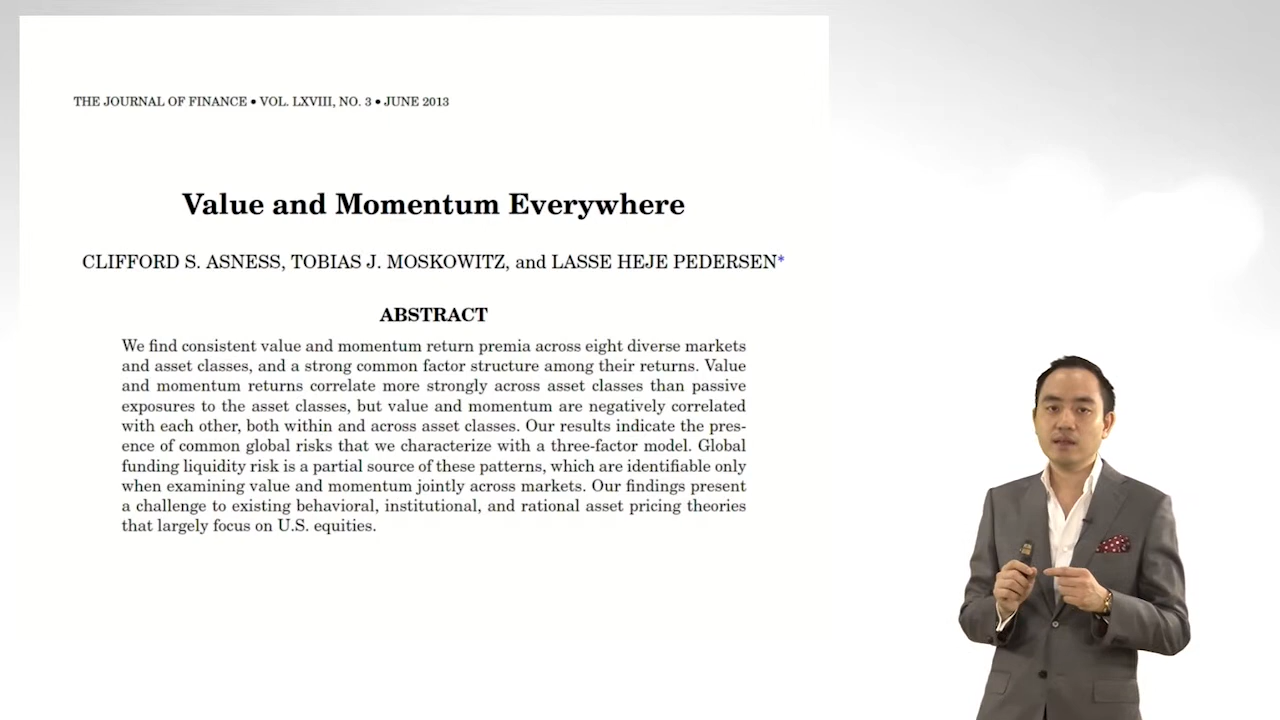 THE JOURNAL OF FINANCE • VOL. LXVIII, NO. 3 • JUNE 2013
Value and Momentum Everywhere
CLIFFORD S. ASNESS, TOBIAS J. MOSKOWITZ, and LASSE HEJE PEDERSEN*
ABSTRACT
We find consistent value and momentum return premia across eight diverse markets
and asset classes, and a strong common factor structure among their returns. Value
and momentum returns correlate more strongly across asset classes than passive
exposures to the asset classes, but value and momentum are negatively correlated
with each other, both within and across asset classes. Our results indicate the pres-
ence of common global risks that we characterize with a three-factor model. Global
funding liquidity risk is a partial source of these patterns, which are identifiable only
when examining value and momentum jointly across markets. Our findings present
a challenge to existing behavioral, institutional, and rational asset pricing theories
that largely focus on U.S. equities.